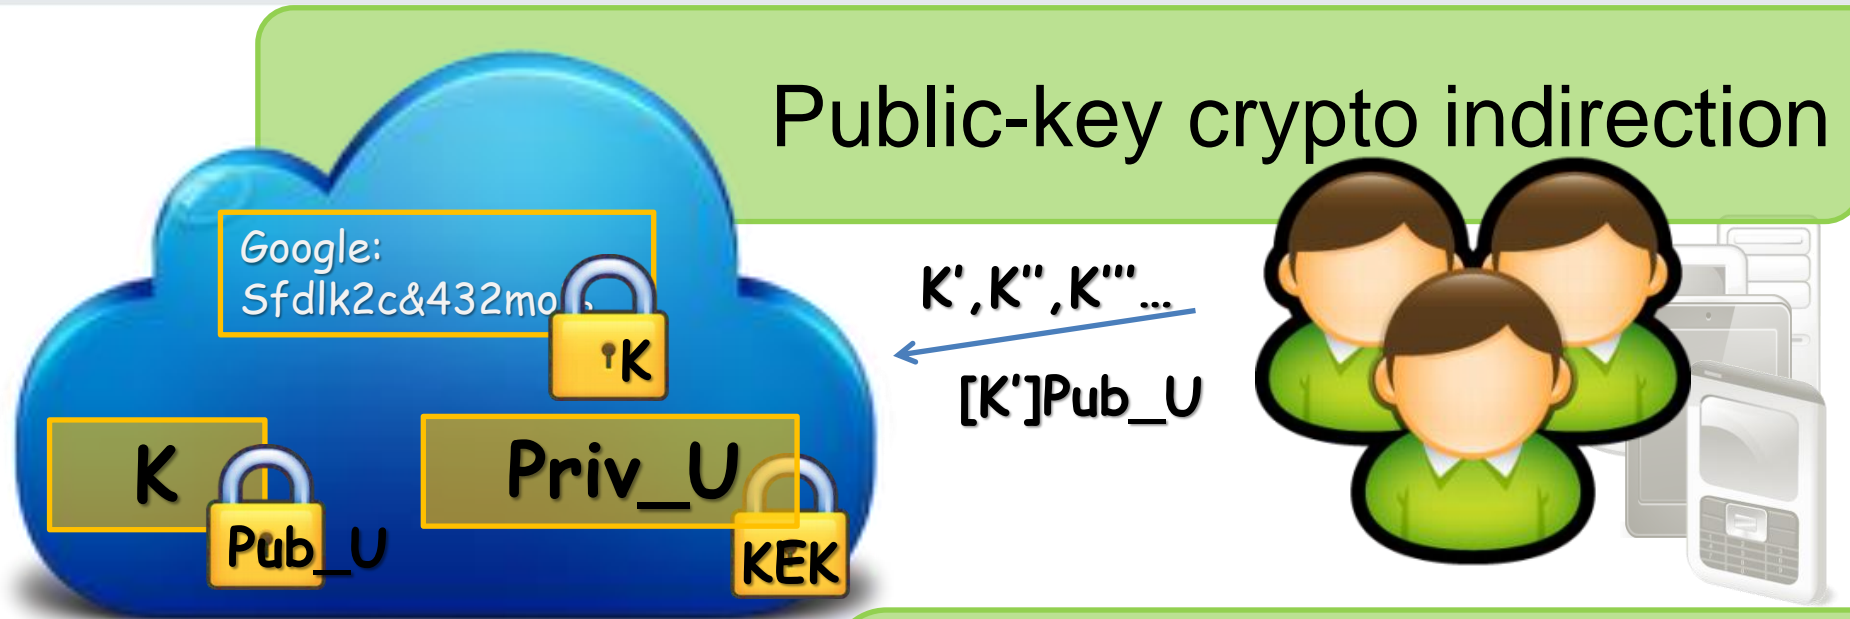 Public-key crypto indirection
Google:
Sfdlk2c&432mo
K
K
Pub_U
Priv_U
KEK
K',K'',K'''...
[K']Pub_U